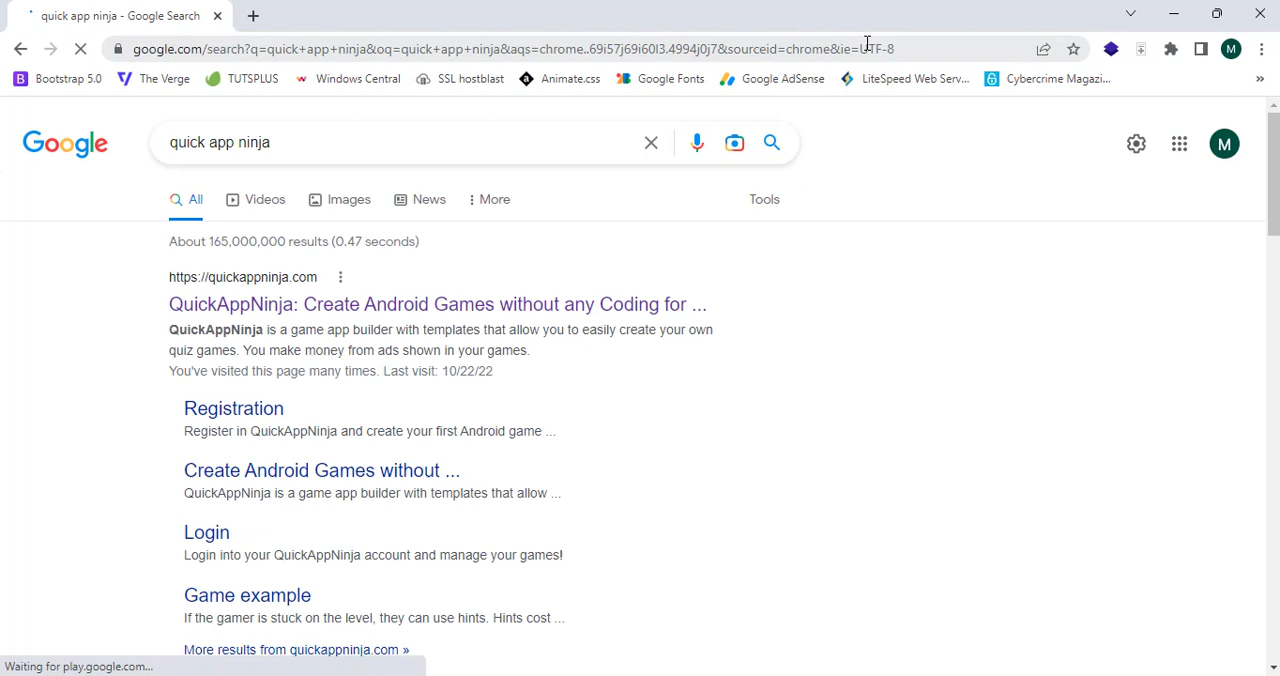 quick app ninja - Google Search
google.com/search?q=quick+app+ninja&oq=quick+app+ninja&aqs=chrome..69i57j69i60l3.4994j0j7&sourceid=chrome&ie=UTF-8
M
B Bootstrap 5.0 The Verge TUTSPLUS Windows Central SSL hostblast Animate.css Google Fonts Google AdSense LiteSpeed Web Serv... Cybercrime Magazi... »
Google quick app ninja M
All Videos Images News More Tools
About 165,000,000 results (0.47 seconds)
https://quickappninja.com
QuickAppNinja: Create Android Games without any Coding for ...
QuickAppNinja is a game app builder with templates that allow you to easily create your own
quiz games. You make money from ads shown in your games.
You've visited this page many times. Last visit: 10/22/22
Registration
Register in QuickAppNinja and create your first Android game ...
Create Android Games without ...
QuickAppNinja is a game app builder with templates that allow ...
Login
Login into your QuickAppNinja account and manage your games!
Game example
If the gamer is stuck on the level, they can use hints. Hints cost ...
More results from quickappninja.com »
Waiting for play.google.com...